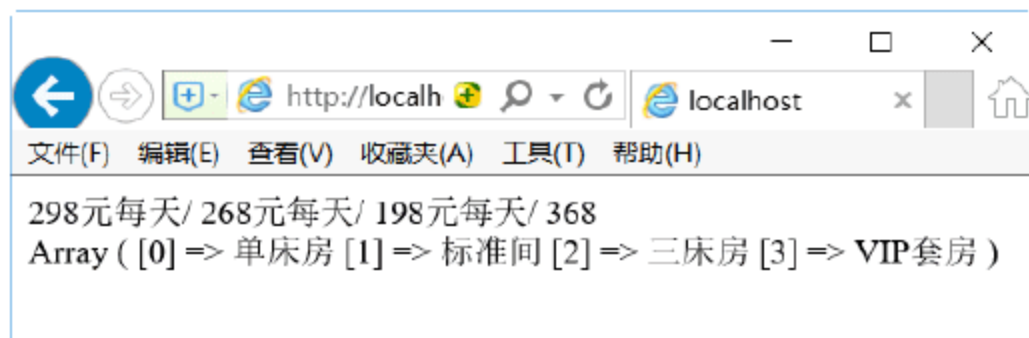 http://localh
localhost
文件(F) 编辑(E) 查看(V) 收藏夹(A) 工具(T) 帮助(H)
298元每天/ 268元每天/ 198元每天/ 368
Array ( [0] => 单床房 [1] => 标准间 [2] => 三床房 [3] => VIP套房 )